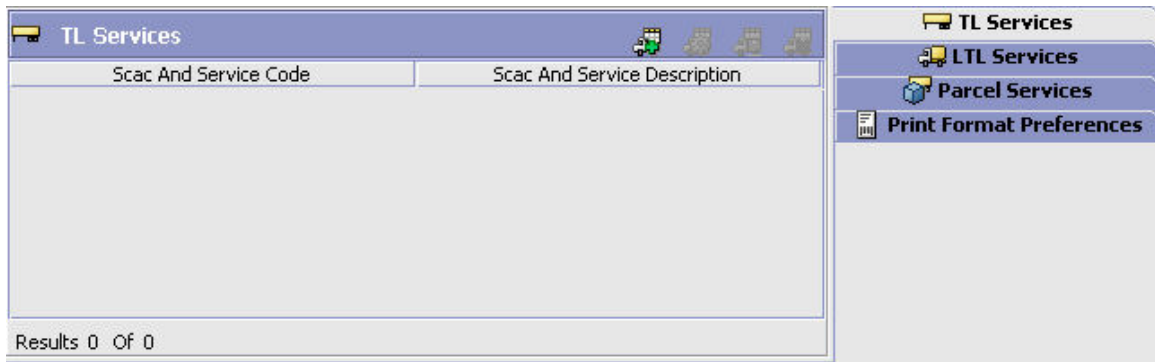 TL Services
Scac And Service Code
Scac And Service Description
Results 0 Of 0
TL Services
LTL Services
Parcel Services
Print Format Preferences